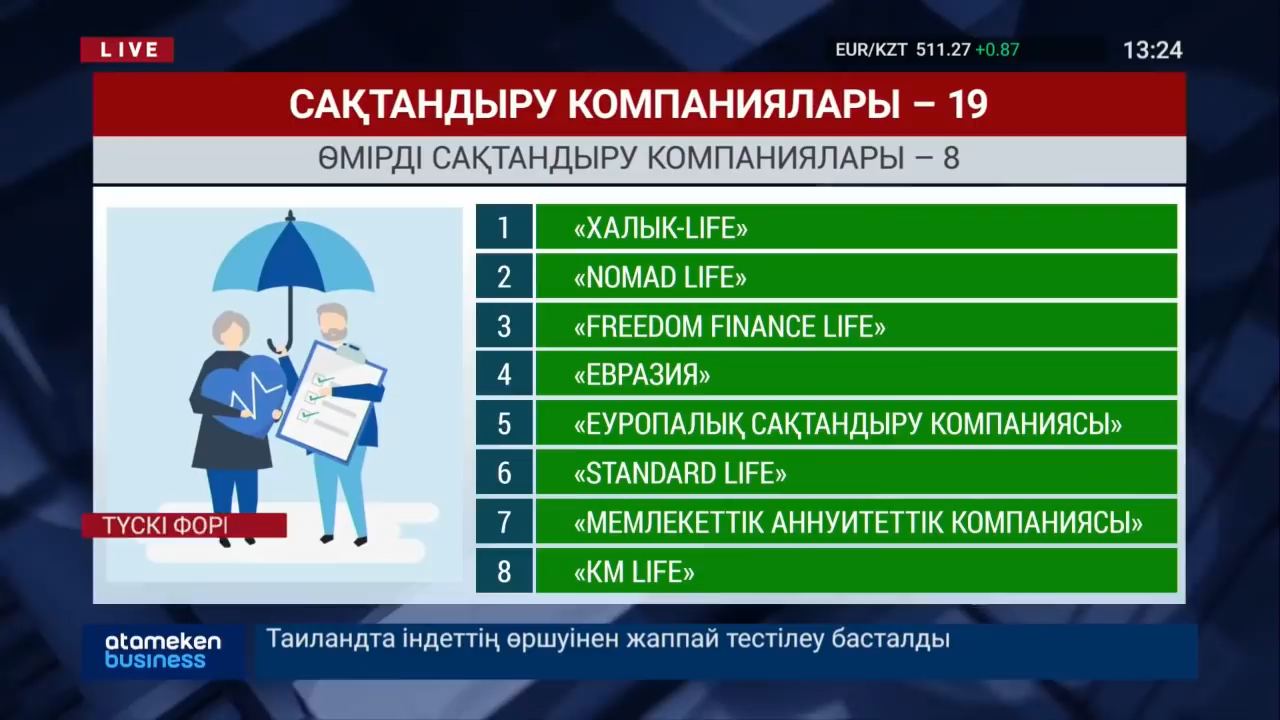 LIVE
EUR/KZT 511.27 +0.87
13:24
САҚТАНДЫРУ КОМПАНИЯЛАРЫ – 19
ӨМІРДІ САҚТАНДЫРУ КОМПАНИЯЛАРЫ – 8
1 «ХАЛЫК-LIFE»
2 «NOMAD LIFE»
3 «FREEDOM FINANCE LIFE»
4 «ЕВРАЗИЯ»
5 «ЕУРОПАЛЫҚ САҚТАНДЫРУ КОМПАНИЯСЫ»
6 «STANDARD LIFE»
7 «МЕМЛЕКЕТТІК АННУИТЕТТІК КОМПАНИЯСЫ»
8 «KM LIFE»
ТҮСКІ ФОРІ
atameken
business
Таиландта індеттің өршуінен жаппай тестілеу басталды